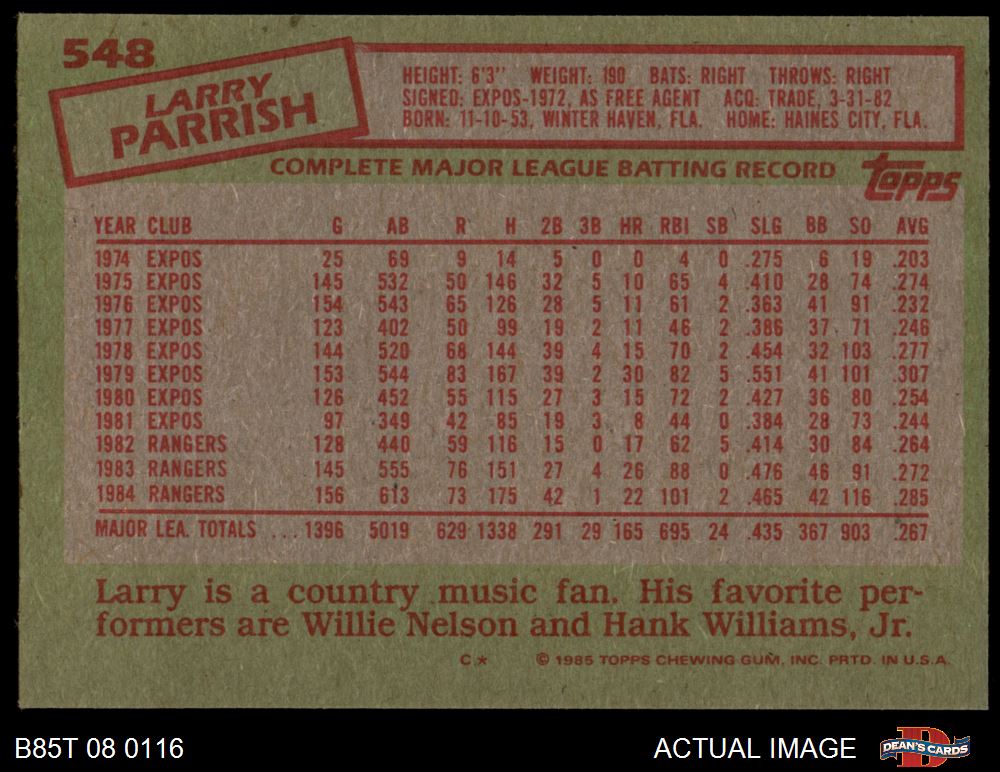 548
LARRY
PARRISH
HEIGHT: 6'3" WEIGHT: 190 BATS: RIGHT THROWS: RIGHT
SIGNED: EXPOS-1972, AS FREE AGENT ACQ: TRADE, 3-31-82
BORN: 11-10-53, WINTER HAVEN, FLA. HOME: HAINES CITY, FLA.
COMPLETE MAJOR LEAGUE BATTING RECORD
topps
YEAR CLUB G AB R H 2B 3B HR RBI SB SLG BB SO AVG
1974 EXPOS 25 69 9 14 5 0 0 4 0 .275 6 19 .203
1975 EXPOS 145 532 50 146 32 5 10 65 4 .410 28 74 .274
1976 EXPOS 154 543 65 126 28 5 11 61 2 .363 41 91 .232
1977 EXPOS 123 402 50 99 19 2 11 46 2 .386 37 71 .246
1978 EXPOS 144 520 68 144 39 4 15 70 2 .454 32 103 .277
1979 EXPOS 153 544 83 167 39 2 30 82 5 .551 41 101 .307
1980 EXPOS 126 452 55 115 27 3 15 72 2 .427 36 80 .254
1981 EXPOS 97 349 42 85 19 3 8 44 0 .384 28 73 .244
1982 RANGERS 128 440 59 116 15 0 17 62 5 .414 30 84 .264
1983 RANGERS 145 555 76 151 27 4 26 88 0 .476 46 91 .272
1984 RANGERS 156 613 73 175 42 1 22 101 2 .465 42 116 .285
MAJOR LEA. TOTALS ... 1396 5019 629 1338 291 29 165 695 24 .435 367 903 .267
Larry is a country music fan. His favorite per-
formers are Willie Nelson and Hank Williams, Jr.
C* © 1985 TOPPS CHEWING GUM, INC. PRTD. IN U.S.A.
B85T 08 0116 ACTUAL IMAGE DEAN'S CARDS